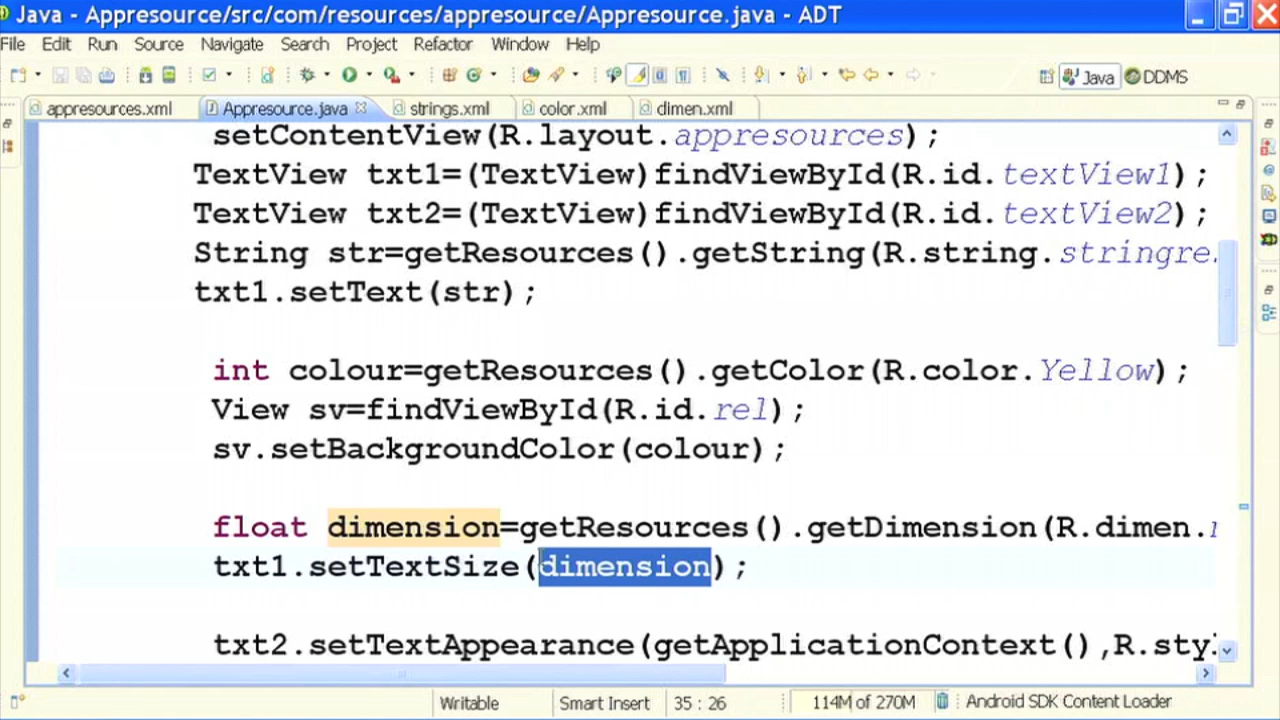 Java - Appresource/src/com/resources/appresource/Appresource.java - ADT
File Edit Run Source Navigate Search Project Refactor Window Help
Java DDMS
appresources.xml Appresource.java strings.xml color.xml dimen.xml
setContentView(R.layout.appresources);
TextView txt1=(TextView)findViewById(R.id.textView1);
TextView txt2=(TextView)findViewById(R.id.textView2);
String str=getResources().getString(R.string.stringre
txt1.setText(str);
int colour=getResources().getColor(R.color.Yellow);
View sv=findViewById(R.id.rel);
sv.setBackgroundColor(colour);
float dimension=getResources().getDimension(R.dimen.
txt1.setTextSize(dimension);
txt2.setTextAppearance(getApplicationContext(),R.sty
Writable Smart Insert 35 : 26 114M of 270M Android SDK Content Loader